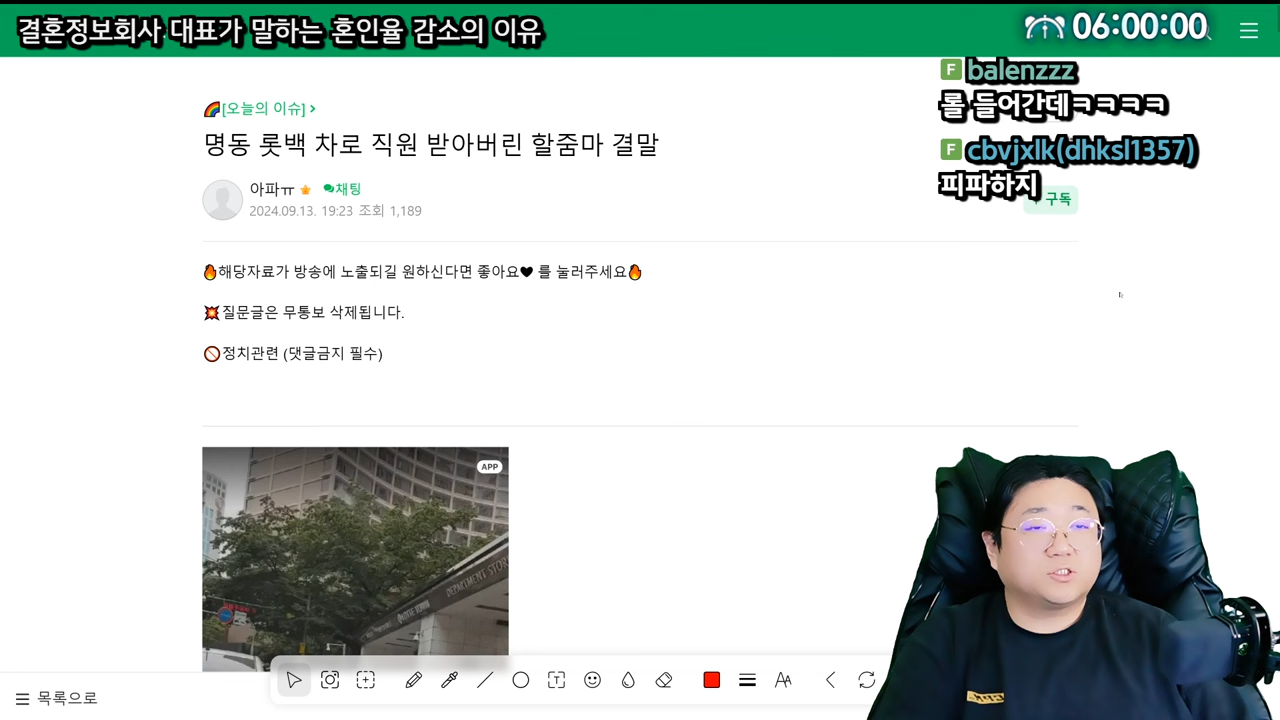 결혼정보회사 대표가 말하는 혼인율 감소의 이유
06:00:00
F balenzzz
롤 들어간데ㅋㅋㅋㅋ
F cbvjxlk(dhksl1357)
피파하지
[오늘의 이슈] >
명동 롯백 차로 직원 받아버린 할줌마 결말
아파ㅠ 채팅
2024.09.13. 19:23 조회 1,189
구독
해당자료가 방송에 노출되길 원하신다면 좋아요🖤 를 눌러주세요
질문글은 무통보 삭제됩니다.
정치관련 (댓글금지 필수)
APP
DEPARTMENT STORE
T
AA
목록으로